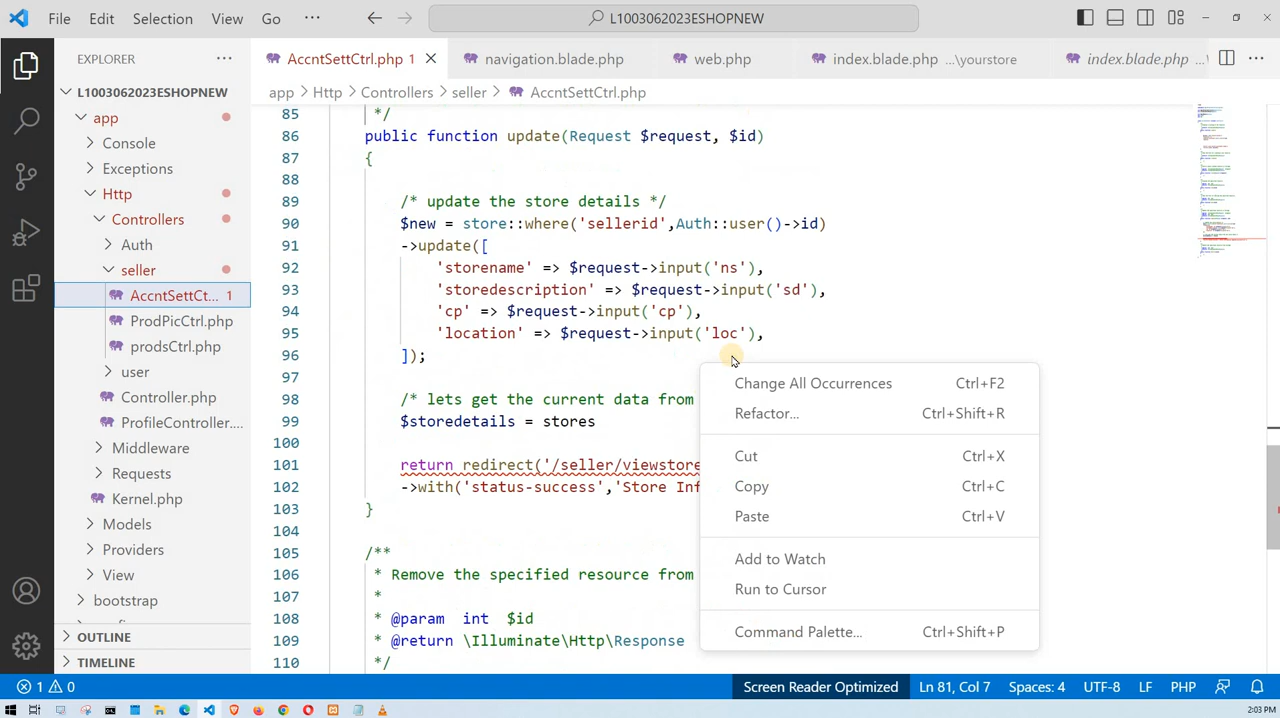 File Edit Selection View Go ··· L1003062023ESHOPNEW
EXPLORER ···
AccntSettCtrl.php 1 navigation.blade.php web.php index.blade.php ...\yourstore index.blade.php ...\
L1003062023ESHOPNEW
app > Http > Controllers > seller > AccntSettCtrl.php
app
Console
Exceptions
Http
Controllers
Auth
seller
AccntSettCt... 1
ProdPicCtrl.php
prodsCtrl.php
user
Controller.php
ProfileController....
Middleware
Requests
Kernel.php
Models
Providers
View
bootstrap
OUTLINE
TIMELINE
85 */
86 public function update(Request $request, $id)
87 {
88
89 /* update the store details */
90 $new = stores::where('ownerid',Auth::user()->id)
91 ->update([
92 'storename' => $request->input('ns'),
93 'storedescription' => $request->input('sd'),
94 'cp' => $request->input('cp'),
95 'location' => $request->input('loc'),
96 ]);
97
98 /* lets get the current data from
99 $storedetails = stores
100
101 return redirect('/seller/viewstore
102 ->with('status-success','Store Inf
103 }
104
105 /**
106 * Remove the specified resource from
107 *
108 * @param int $id
109 * @return \Illuminate\Http\Response
110 */
Change All Occurrences Ctrl+F2
Refactor... Ctrl+Shift+R
Cut Ctrl+X
Copy Ctrl+C
Paste Ctrl+V
Add to Watch
Run to Cursor
Command Palette... Ctrl+Shift+P
1 0 Screen Reader Optimized Ln 81, Col 7 Spaces: 4 UTF-8 LF PHP
2:03 PM